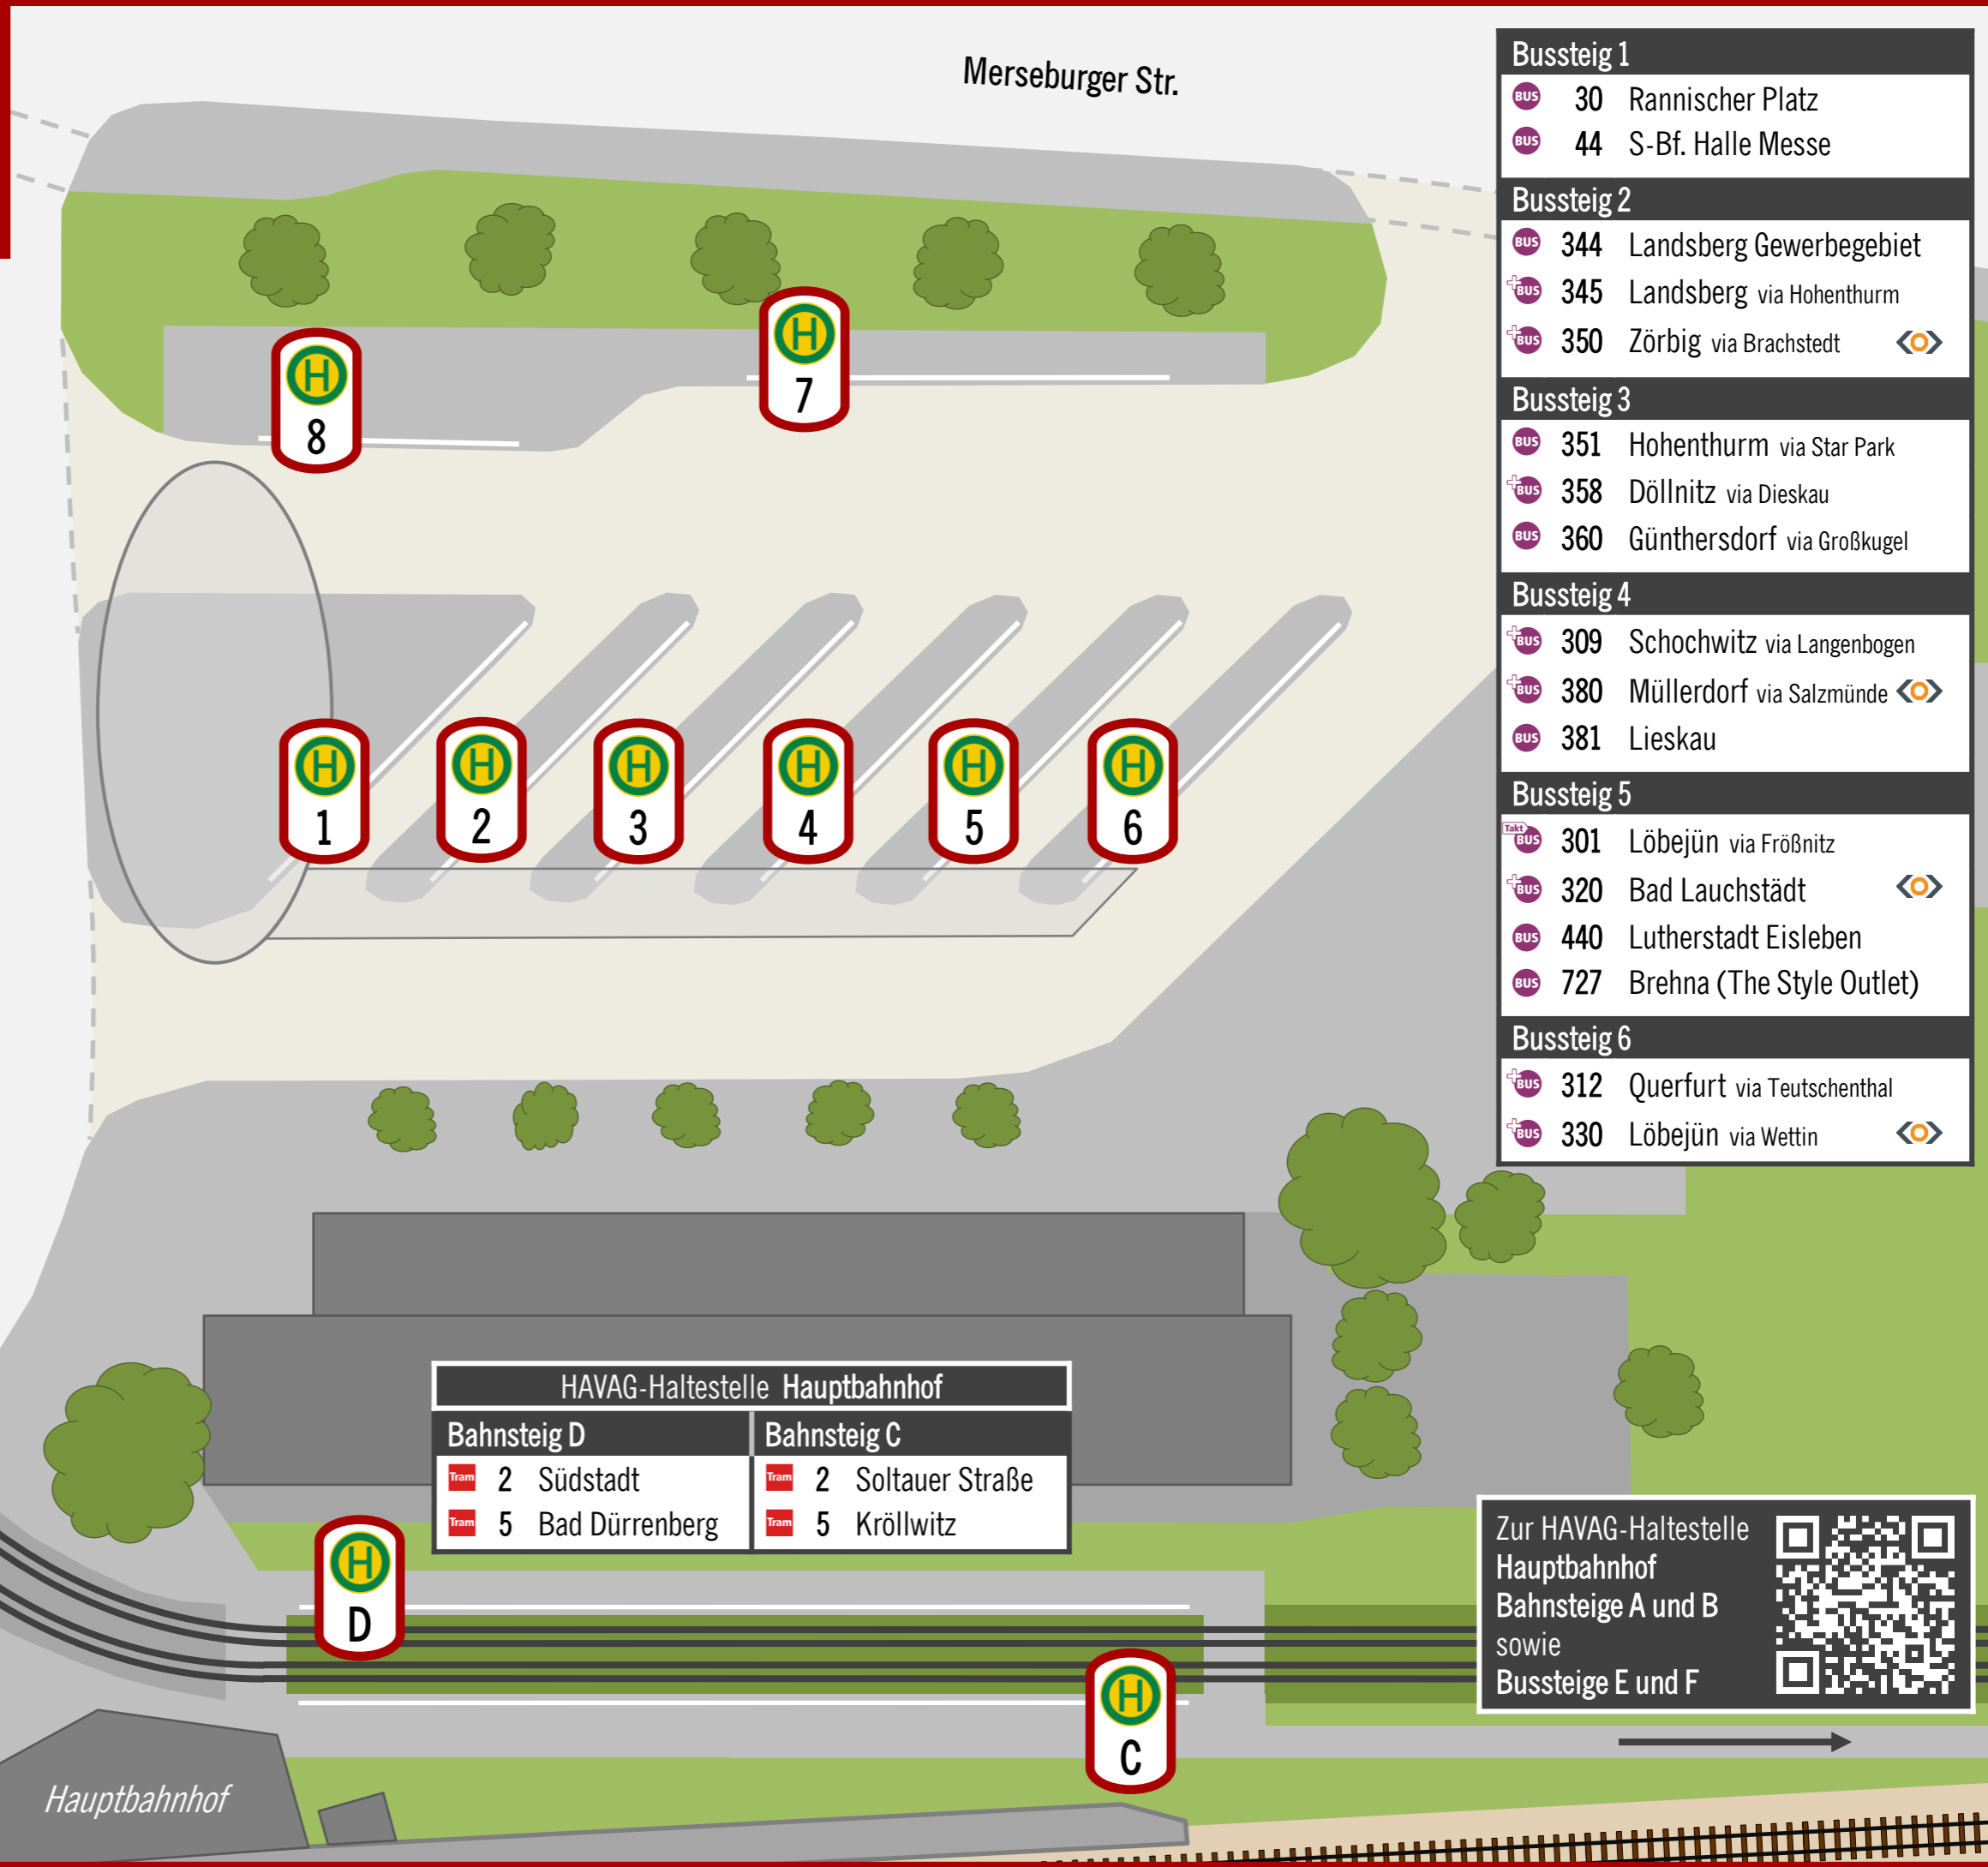 Merseburger Str.
H
8
H
7
H
1
H
2
H
3
H
4
H
5
H
6
Bussteig 1
BUS 30 Rannischer Platz
BUS 44 S-Bf. Halle Messe
Bussteig 2
BUS 344 Landsberg Gewerbegebiet
+BUS 345 Landsberg via Hohenthurm
+BUS 350 Zörbig via Brachstedt
Bussteig 3
BUS 351 Hohenthurm via Star Park
+BUS 358 Döllnitz via Dieskau
BUS 360 Günthersdorf via Großkugel
Bussteig 4
+BUS 309 Schochwitz via Langenbogen
+BUS 380 Müllerdorf via Salzmünde
BUS 381 Lieskau
Bussteig 5
Takt BUS 301 Löbejün via Frößnitz
+BUS 320 Bad Lauchstädt
BUS 440 Lutherstadt Eisleben
BUS 727 Brehna (The Style Outlet)
Bussteig 6
+BUS 312 Querfurt via Teutschenthal
+BUS 330 Löbejün via Wettin
HAVAG-Haltestelle Hauptbahnhof
Bahnsteig D
Tram 2 Südstadt
Tram 5 Bad Dürrenberg
Bahnsteig C
Tram 2 Soltauer Straße
Tram 5 Kröllwitz
H
D
H
C
Zur HAVAG-Haltestelle
Hauptbahnhof
Bahnsteige A und B
sowie
Bussteige E und F
Hauptbahnhof